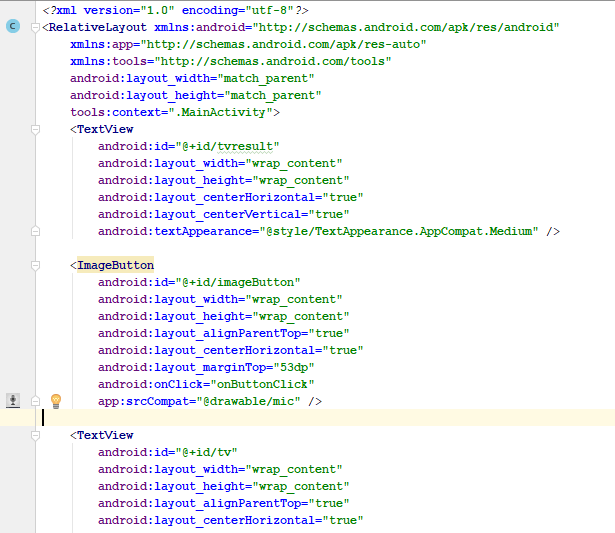 <?xml version="1.0" encoding="utf-8"?>
<RelativeLayout xmlns:android="http://schemas.android.com/apk/res/android"
xmlns:app="http://schemas.android.com/apk/res-auto"
xmlns:tools="http://schemas.android.com/tools"
android:layout_width="match_parent"
android:layout_height="match_parent"
tools:context=".MainActivity">
<TextView
android:id="@+id/tvresult"
android:layout_width="wrap_content"
android:layout_height="wrap_content"
android:layout_centerHorizontal="true"
android:layout_centerVertical="true"
android:textAppearance="@style/TextAppearance.AppCompat.Medium" />
<ImageButton
android:id="@+id/imageButton"
android:layout_width="wrap_content"
android:layout_height="wrap_content"
android:layout_alignParentTop="true"
android:layout_centerHorizontal="true"
android:layout_marginTop="53dp"
android:onClick="onButtonClick"
app:srcCompat="@drawable/mic" />
<TextView
android:id="@+id/tv"
android:layout_width="wrap_content"
android:layout_height="wrap_content"
android:layout_alignParentTop="true"
android:layout_centerHorizontal="true"